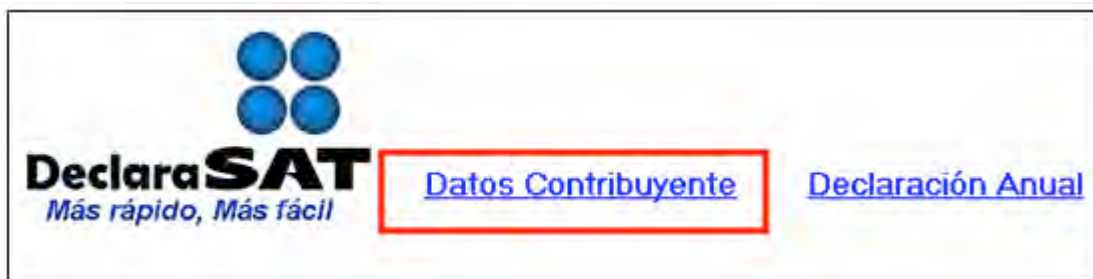 DeclaraSAT
Más rápido, Más fácil
Datos Contribuyente
Declaración Anual